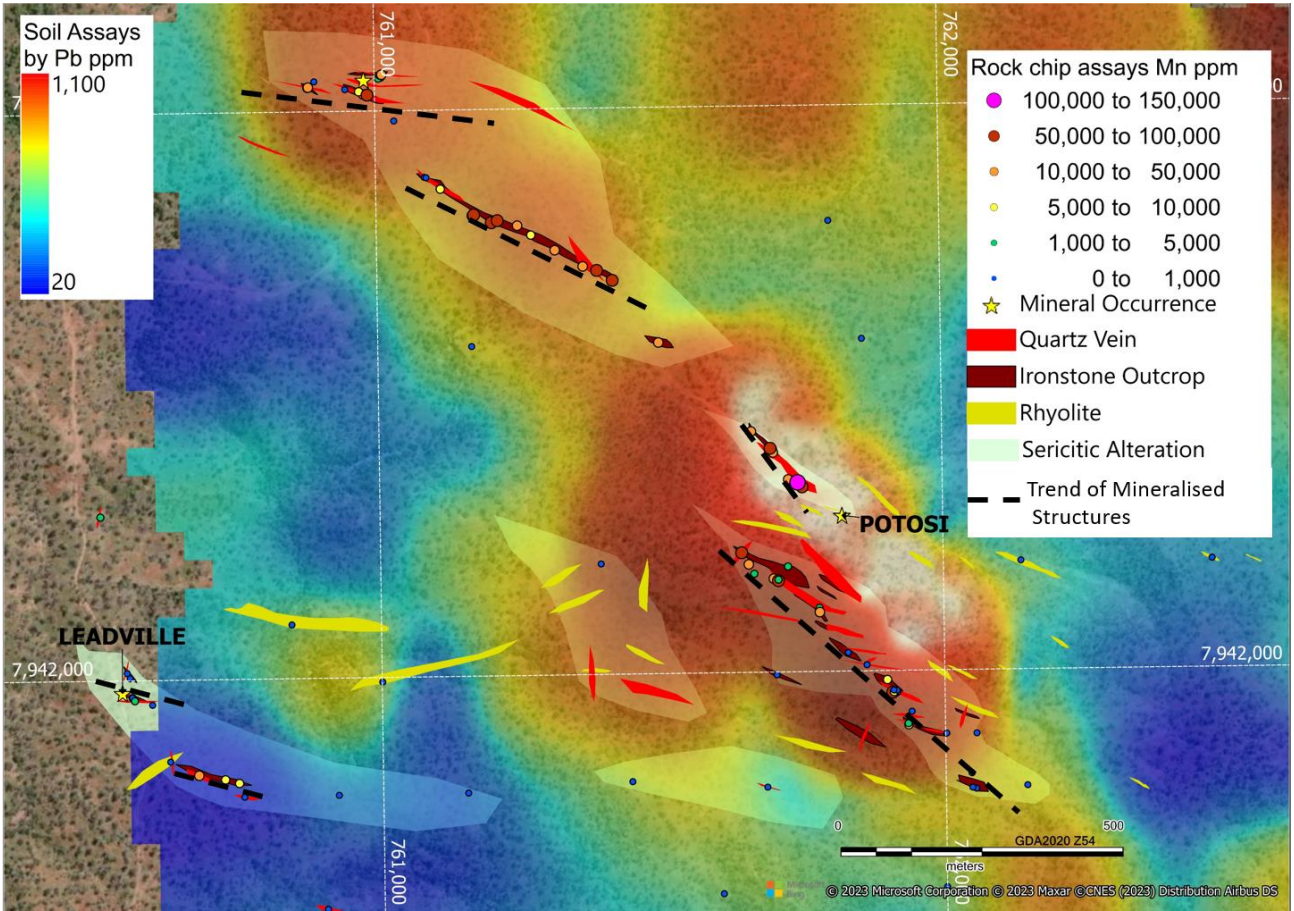 Soil Assays
by Pb ppm
1,100
20
761,000
762,000
Rock chip assays Mn ppm
100,000 to 150,000
50,000 to 100,000
10,000 to 50,000
5,000 to 10,000
1,000 to 5,000
0 to 1,000
Mineral Occurrence
Quartz Vein
Ironstone Outcrop
Rhyolite
Sericitic Alteration
Trend of Mineralised
Structures
POTOSI
LEADVILLE
7,942,000
7,942,000
761,000
0
500
GDA2020 Z54
meters
© 2023 Microsoft Corporation © 2023 Maxar ©CNES (2023) Distribution Airbus DS